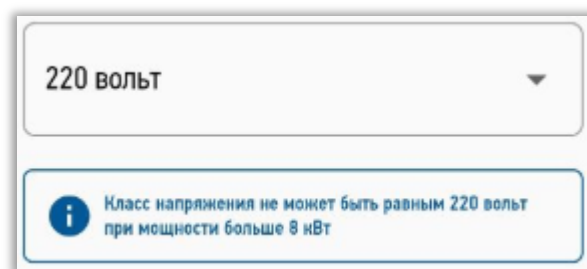 220 вольт
Класс напряжения не может быть равным 220 вольт
при мощности больше 8 кВт